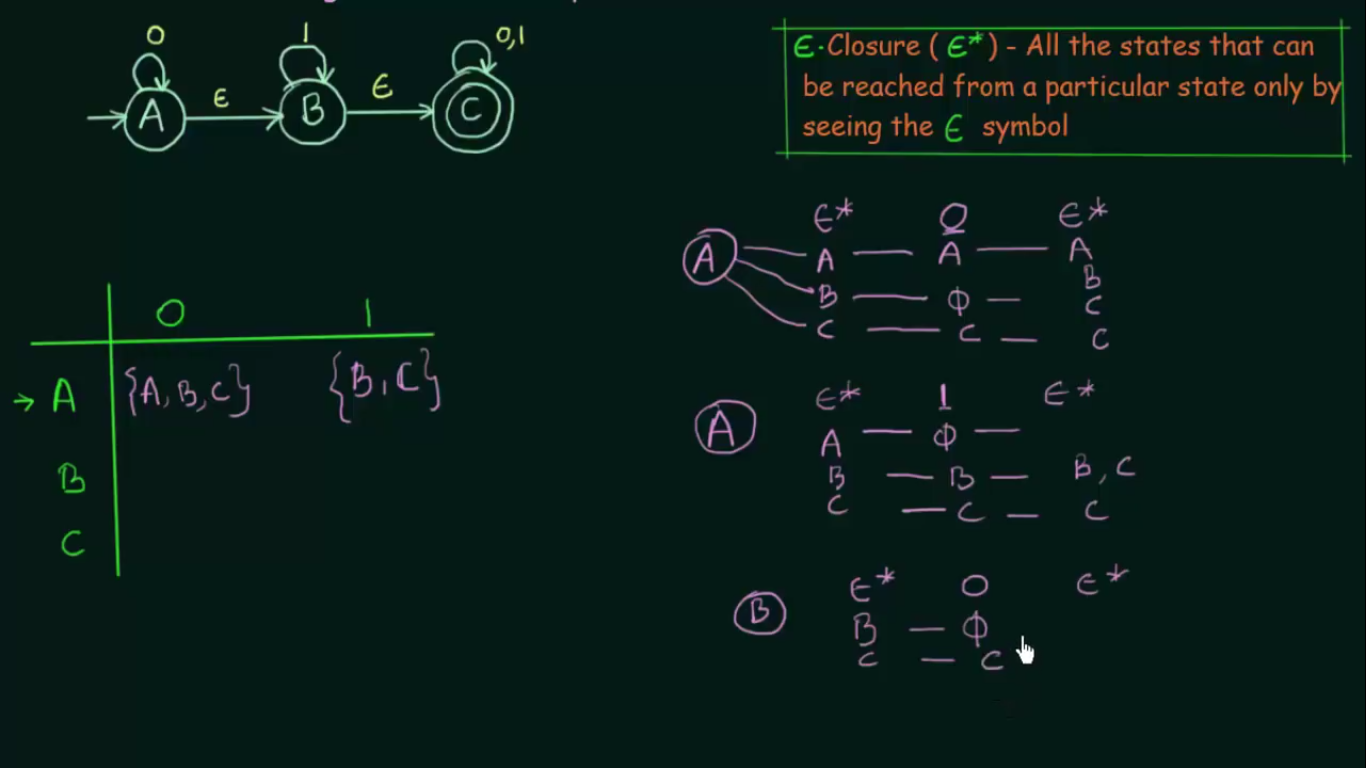 0 1 0,1
A ϵ B ϵ C
ϵ·Closure ( ϵ* ) - All the states that can
be reached from a particular state only by
seeing the ϵ symbol
ϵ* 0 ϵ*
A A — A — A
B
B — Φ — C
C — C — C
0 1
→ A {A, B, C} {B, C}
B
C
A ϵ* 1 ϵ*
A — Φ —
B — B — B, C
C — C — C
B ϵ* 0 ϵ*
B — Φ
C — C